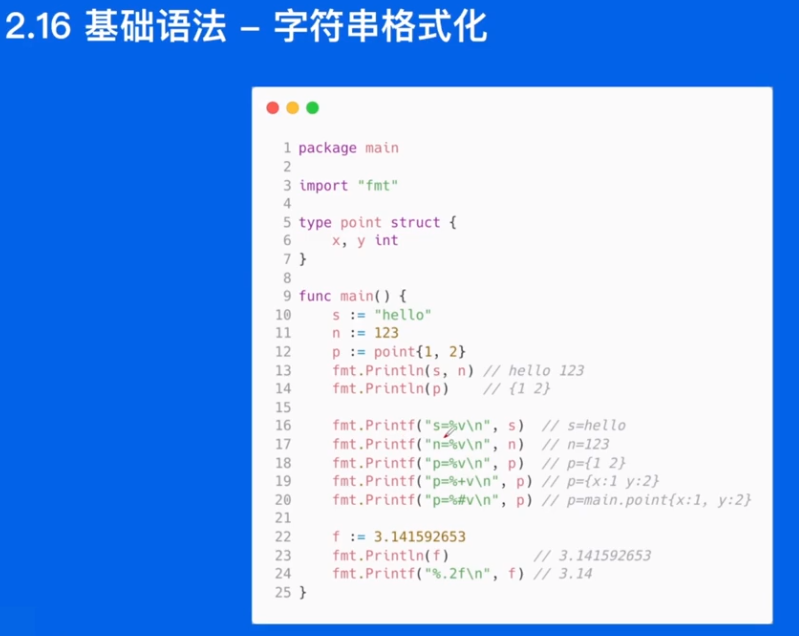 2.16 基础语法 – 字符串格式化
1 package main
2
3 import "fmt"
4
5 type point struct {
6     x, y int
7 }
8
9 func main() {
10     s := "hello"
11     n := 123
12     p := point{1, 2}
13     fmt.Println(s, n) // hello 123
14     fmt.Println(p)    // {1 2}
15
16     fmt.Printf("s=%v\n", s)  // s=hello
17     fmt.Printf("n=%v\n", n)  // n=123
18     fmt.Printf("p=%v\n", p)  // p={1 2}
19     fmt.Printf("p=%+v\n", p) // p={x:1 y:2}
20     fmt.Printf("p=%#v\n", p) // p=main.point{x:1, y:2}
21
22     f := 3.141592653
23     fmt.Println(f)          // 3.141592653
24     fmt.Printf("%.2f\n", f) // 3.14
25 }